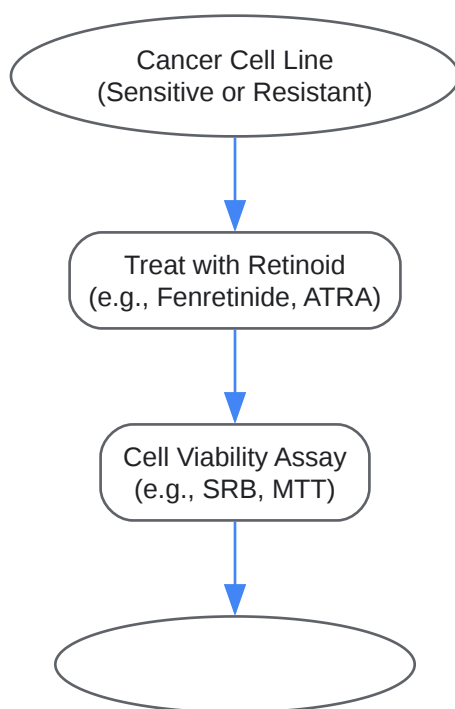 Cancer Cell Line
(Sensitive or Resistant)
Treat with Retinoid
(e.g., Fenretinide, ATRA)
Cell Viability Assay
(e.g., SRB, MTT)